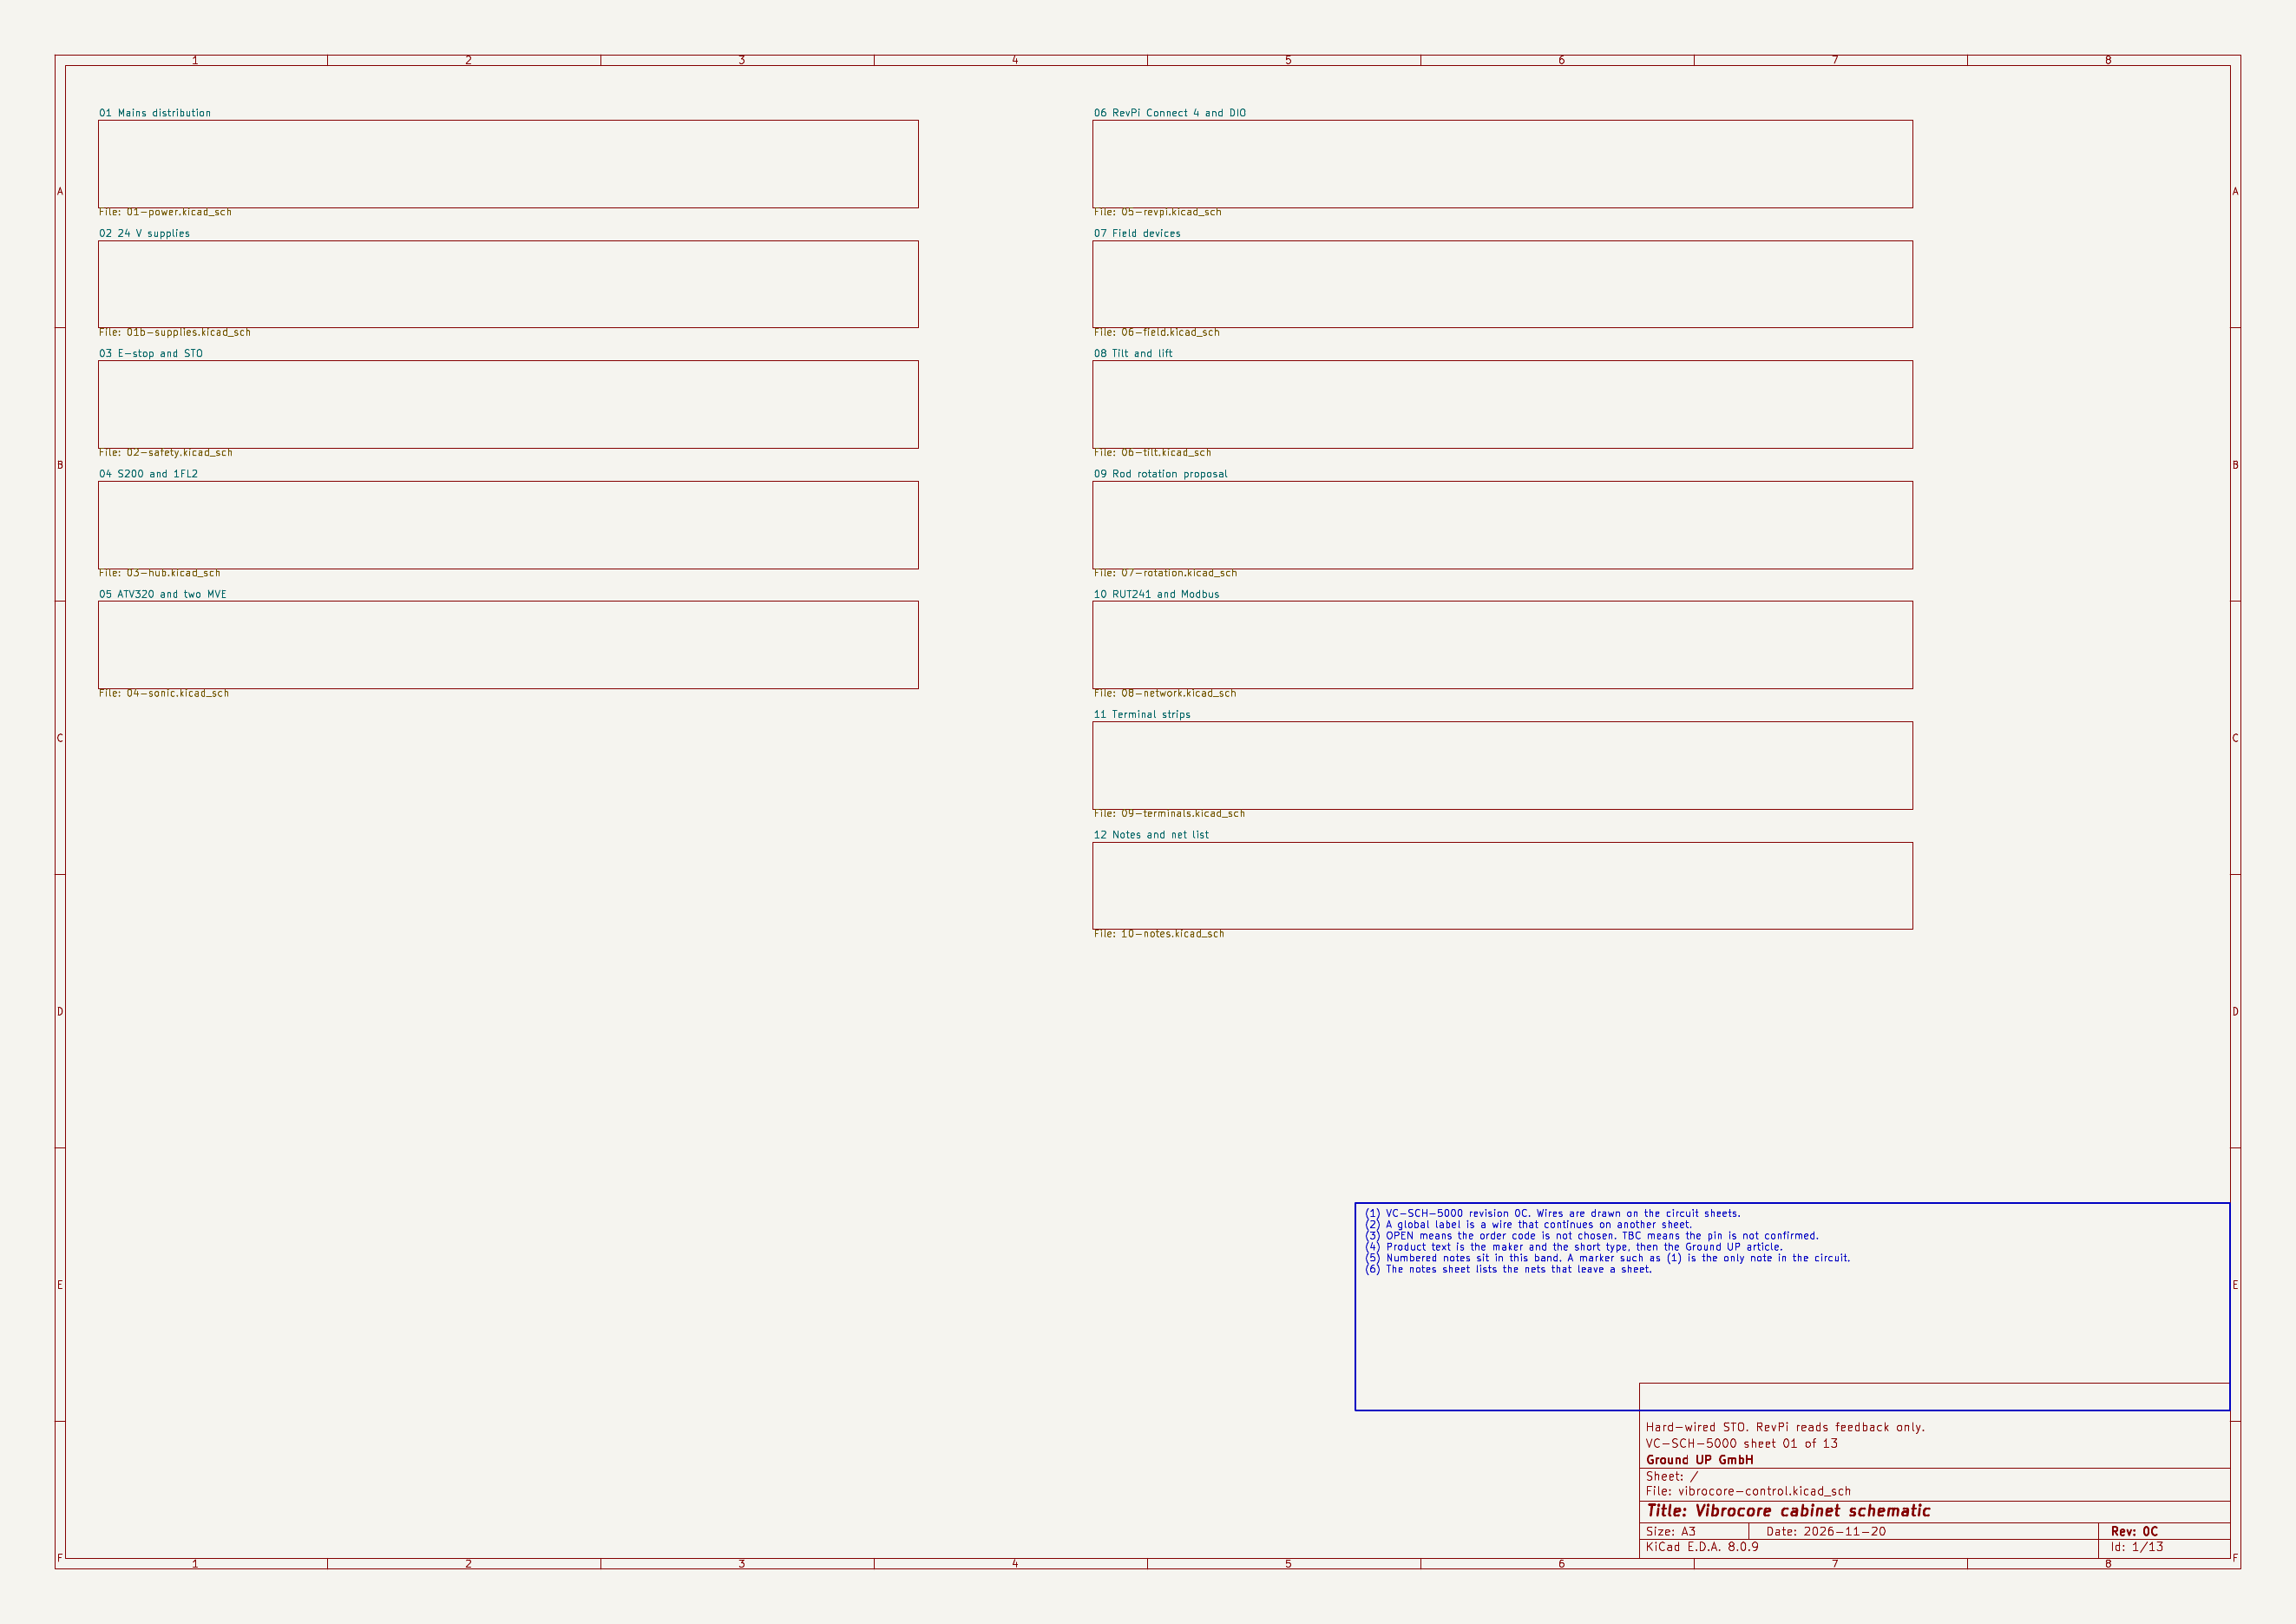 1 2 3 4 5 6 7 8
A A
B B
C C
D D
E E
F F
01 Mains distribution
File: 01-power.kicad_sch
02 24 V supplies
File: 01b-supplies.kicad_sch
03 E-stop and STO
File: 02-safety.kicad_sch
04 S200 and 1FL2
File: 03-hub.kicad_sch
05 ATV320 and two MVE
File: 04-sonic.kicad_sch
06 RevPi Connect 4 and DIO
File: 05-revpi.kicad_sch
07 Field devices
File: 06-field.kicad_sch
08 Tilt and lift
File: 06-tilt.kicad_sch
09 Rod rotation proposal
File: 07-rotation.kicad_sch
10 RUT241 and Modbus
File: 08-network.kicad_sch
11 Terminal strips
File: 09-terminals.kicad_sch
12 Notes and net list
File: 10-notes.kicad_sch
(1) VC-SCH-5000 revision 0C. Wires are drawn on the circuit sheets.
(2) A global label is a wire that continues on another sheet.
(3) OPEN means the order code is not chosen. TBC means the pin is not confirmed.
(4) Product text is the maker and the short type, then the Ground UP article.
(5) Numbered notes sit in this band. A marker such as (1) is the only note in the circuit.
(6) The notes sheet lists the nets that leave a sheet.
Hard-wired STO. RevPi reads feedback only.
VC-SCH-5000 sheet 01 of 13
Ground UP GmbH
Sheet: /
File: vibrocore-control.kicad_sch
Title: Vibrocore cabinet schematic
Size: A3 Date: 2026-11-20 Rev: 0C
KiCad E.D.A. 8.0.9 Id: 1/13
1 2 3 4 5 6 7 8